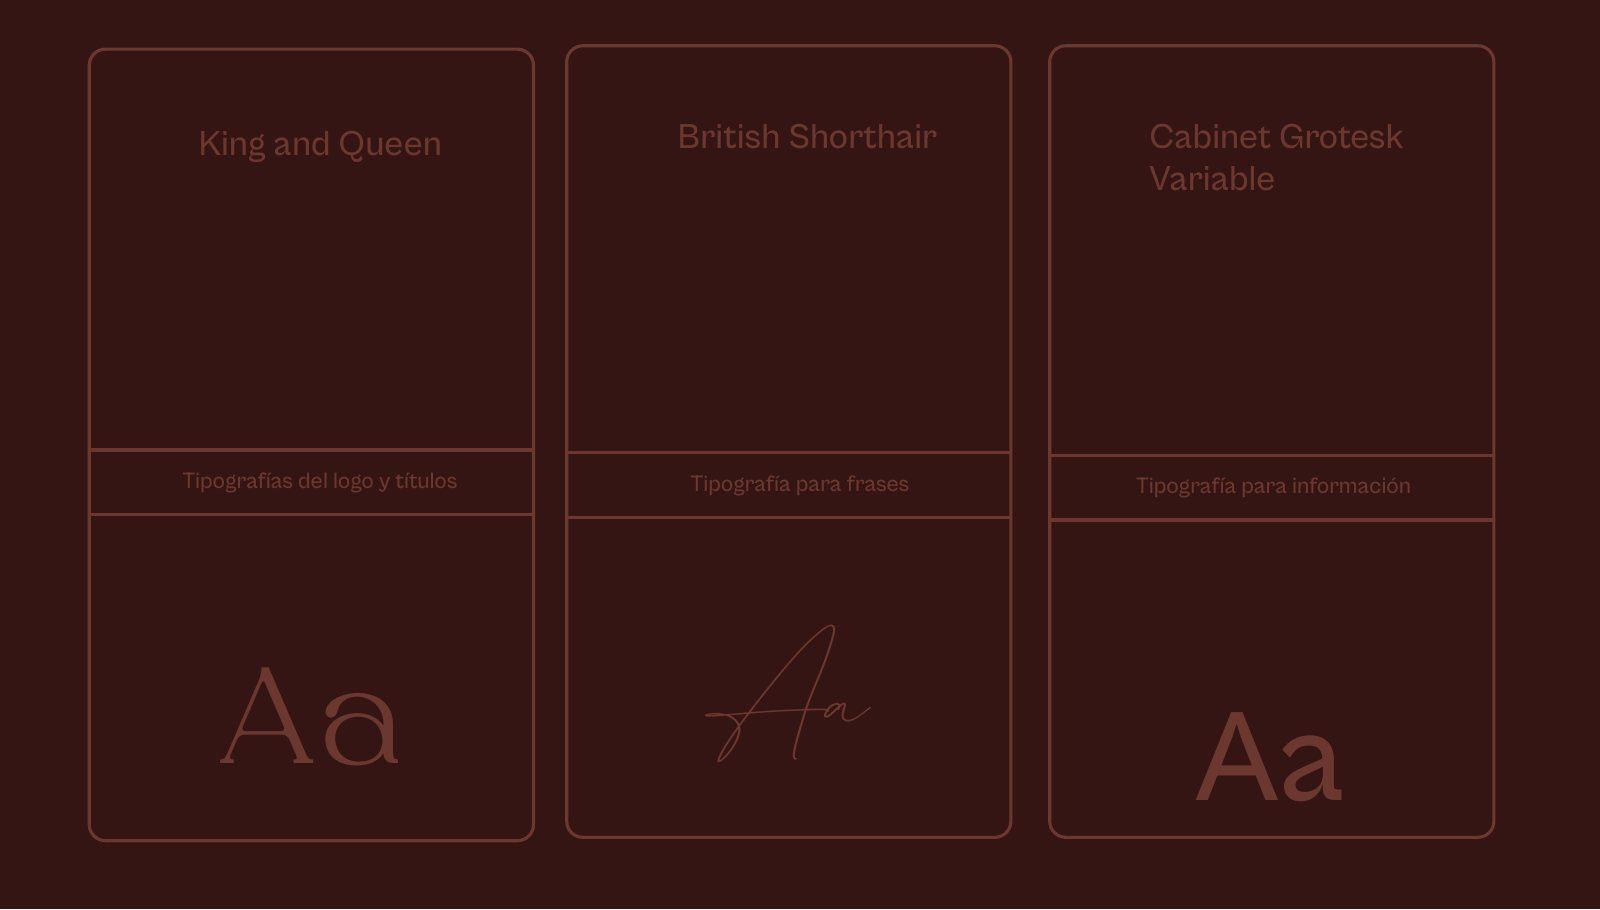 King and Queen
Tipografías del logo y títulos
Aa
British Shorthair
Tipografía para frases
Aa
Cabinet Grotesk
Variable
Tipografía para información
Aa